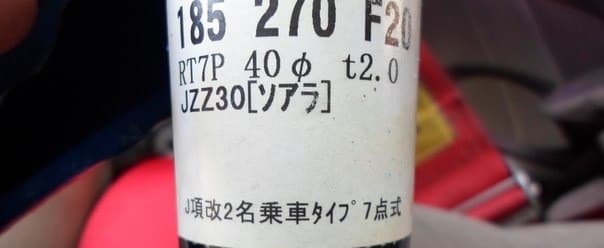 185 270 F20
RT7P 40φ t2.0
JZZ30[ソアラ]
J項改2名乗車タイプ 7点式